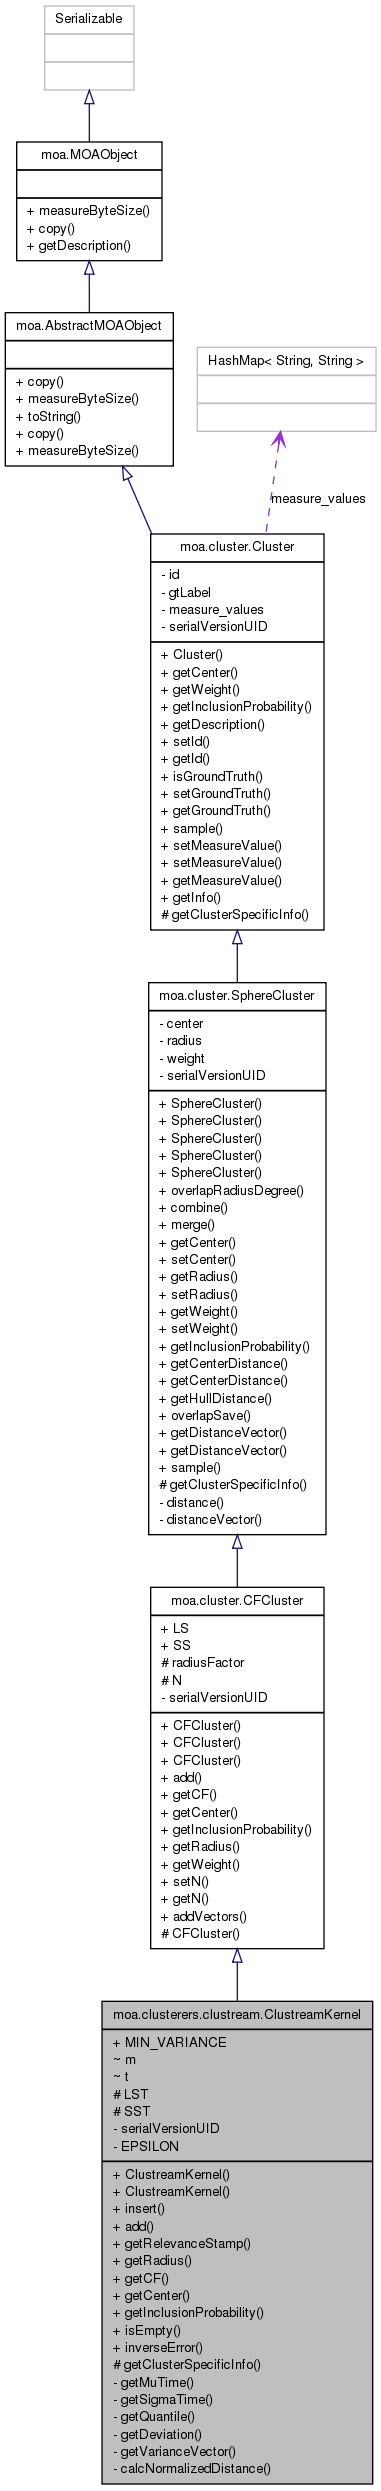 Serializable
moa.MOAObject
+ measureByteSize()
+ copy()
+ getDescription()
moa.AbstractMOAObject
+ copy()
+ measureByteSize()
+ toString()
+ copy()
+ measureByteSize()
HashMap< String, String >
measure_values
moa.cluster.Cluster
- id
- gtLabel
- measure_values
- serialVersionUID
+ Cluster()
+ getCenter()
+ getWeight()
+ getInclusionProbability()
+ getDescription()
+ setId()
+ getId()
+ isGroundTruth()
+ setGroundTruth()
+ getGroundTruth()
+ sample()
+ setMeasureValue()
+ setMeasureValue()
+ getMeasureValue()
+ getInfo()
# getClusterSpecificInfo()
moa.cluster.SphereCluster
- center
- radius
- weight
- serialVersionUID
+ SphereCluster()
+ SphereCluster()
+ SphereCluster()
+ SphereCluster()
+ SphereCluster()
+ overlapRadiusDegree()
+ combine()
+ merge()
+ getCenter()
+ setCenter()
+ getRadius()
+ setRadius()
+ getWeight()
+ setWeight()
+ getInclusionProbability()
+ getCenterDistance()
+ getCenterDistance()
+ getHullDistance()
+ overlapSave()
+ getDistanceVector()
+ getDistanceVector()
+ sample()
# getClusterSpecificInfo()
- distance()
- distanceVector()
moa.cluster.CFCluster
+ LS
+ SS
# radiusFactor
# N
- serialVersionUID
+ CFCluster()
+ CFCluster()
+ CFCluster()
+ add()
+ getCF()
+ getCenter()
+ getInclusionProbability()
+ getRadius()
+ getWeight()
+ setN()
+ getN()
+ addVectors()
# CFCluster()
moa.clusterers.clustream.ClustreamKernel
+ MIN_VARIANCE
~ m
~ t
# LST
# SST
- serialVersionUID
- EPSILON
+ ClustreamKernel()
+ ClustreamKernel()
+ insert()
+ add()
+ getRelevanceStamp()
+ getRadius()
+ getCF()
+ getCenter()
+ getInclusionProbability()
+ isEmpty()
+ inverseError()
# getClusterSpecificInfo()
- getMuTime()
- getSigmaTime()
- getQuantile()
- getDeviation()
- getVarianceVector()
- calcNormalizedDistance()